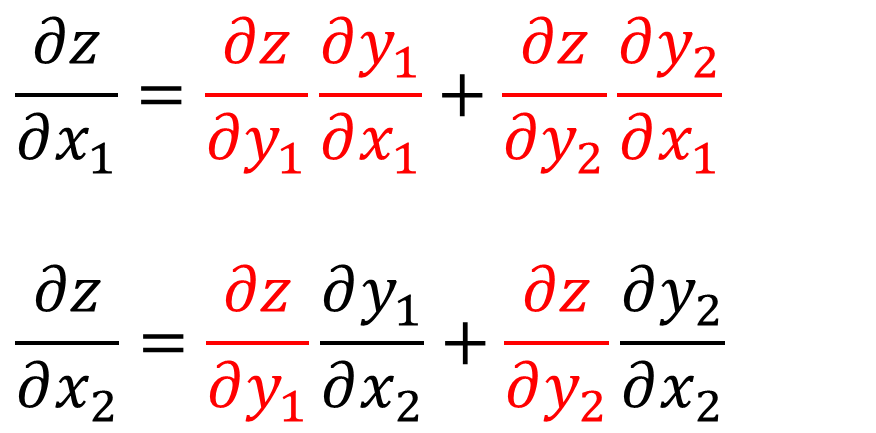 ∂z/∂x₁ = ∂z/∂y₁ ∂y₁/∂x₁ + ∂z/∂y₂ ∂y₂/∂x₁
∂z/∂x₂ = ∂z/∂y₁ ∂y₁/∂x₂ + ∂z/∂y₂ ∂y₂/∂x₂